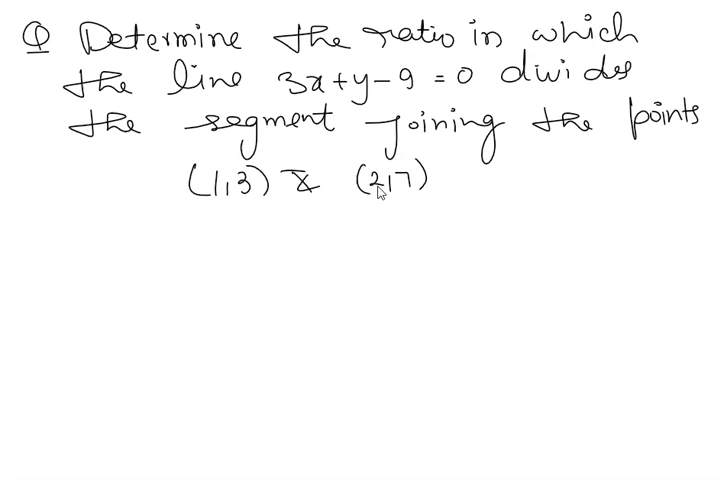 Q Determine the ratio in which
the line 3x+y-9=0 divides
the segment joining the points
(1,3) & (2,7)